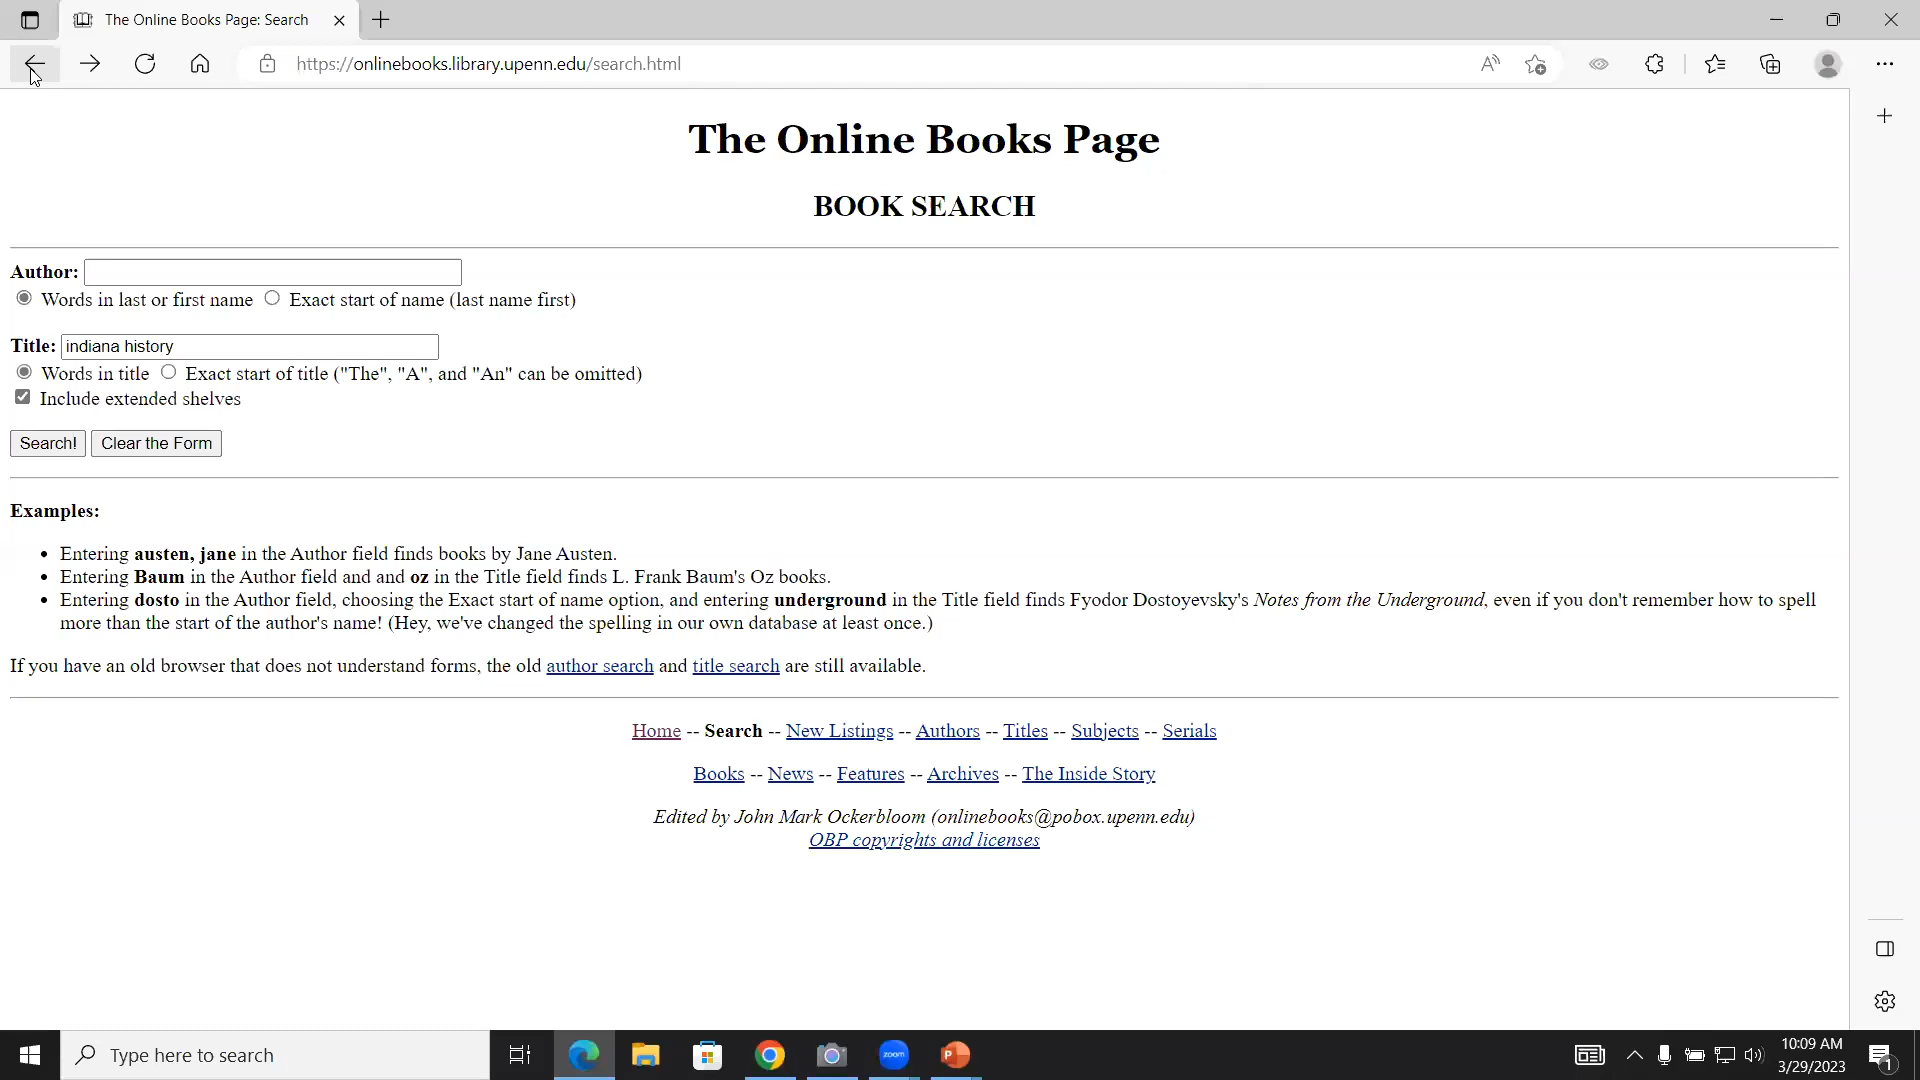 The Online Books Page: Search
https://onlinebooks.library.upenn.edu/search.html
The Online Books Page
BOOK SEARCH
Author:
Words in last or first name Exact start of name (last name first)
Title: indiana history
Words in title Exact start of title ("The", "A", and "An" can be omitted)
Include extended shelves
Search! Clear the Form
Examples:
• Entering austen, jane in the Author field finds books by Jane Austen.
• Entering Baum in the Author field and and oz in the Title field finds L. Frank Baum's Oz books.
• Entering dosto in the Author field, choosing the Exact start of name option, and entering underground in the Title field finds Fyodor Dostoyevsky's Notes from the Underground, even if you don't remember how to spell
more than the start of the author's name! (Hey, we've changed the spelling in our own database at least once.)
If you have an old browser that does not understand forms, the old author search and title search are still available.
Home -- Search -- New Listings -- Authors -- Titles -- Subjects -- Serials
Books -- News -- Features -- Archives -- The Inside Story
Edited by John Mark Ockerbloom (onlinebooks@pobox.upenn.edu)
OBP copyrights and licenses
Type here to search
zoom
P
10:09 AM
3/29/2023
1